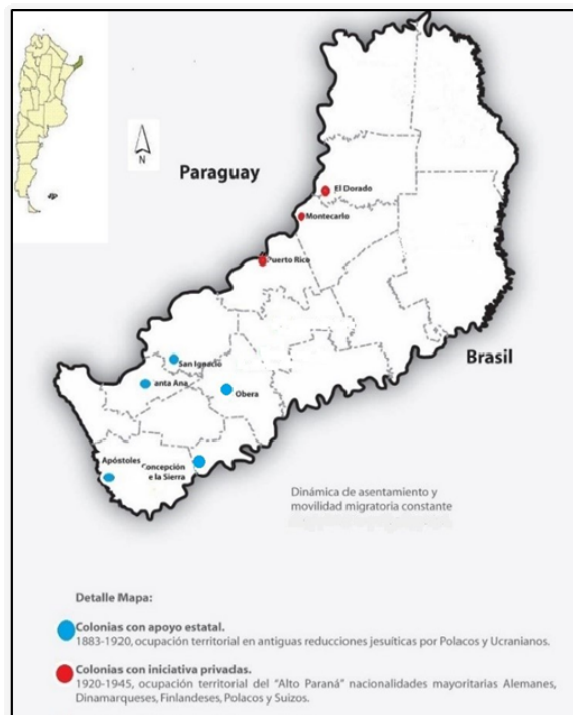 N
Paraguay
El Dorado
Montecarlo
Puerto Rico
Brasil
San Ignacio
anta Ana
Obera
Apóstoles
Concepción
e la Sierra
Dinámica de asentamiento y
movilidad migratoria constante
Detalle Mapa:
Colonias con apoyo estatal.
1883-1920, ocupación territorial en antiguas reducciones jesuíticas por Polacos y Ucranianos.
Colonias con iniciativa privadas.
1920-1945, ocupación territorial del "Alto Paraná" nacionalidades mayoritarias Alemanes,
Dinamarqueses, Finlandeses, Polacos y Suizos.